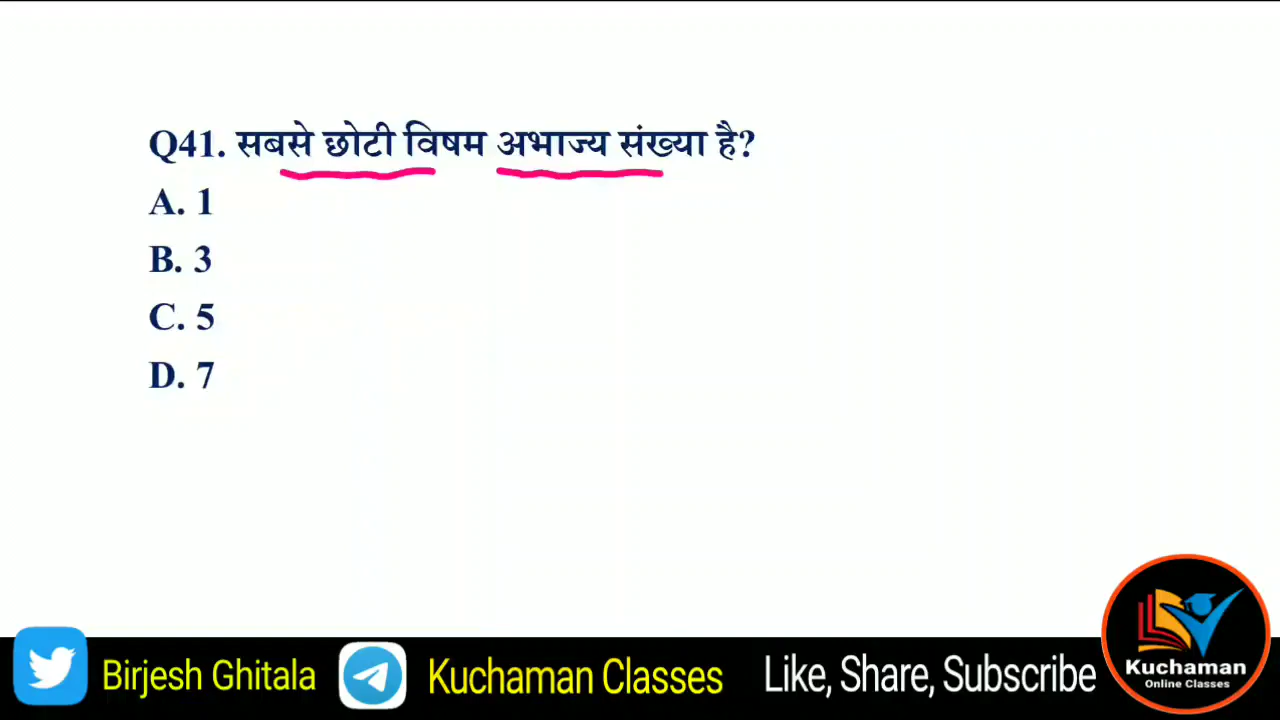 Q41. सबसे छोटी विषम अभाज्य संख्या है?
A. 1
B. 3
C. 5
D. 7
Birjesh Ghitala Kuchaman Classes Like, Share, Subscribe
Kuchaman
Online Classes